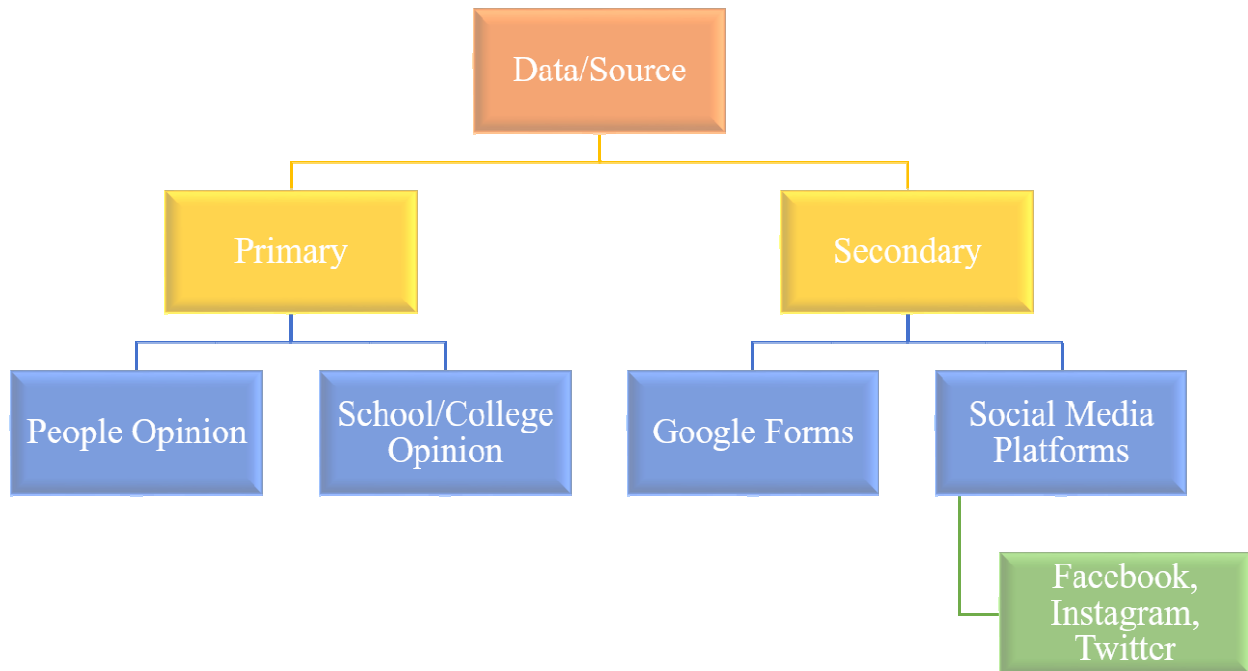 Data/Source
Primary
Secondary
People Opinion
School/College
Opinion
Google Forms
Social Media
Platforms
Facebook,
Instagram,
Twitter